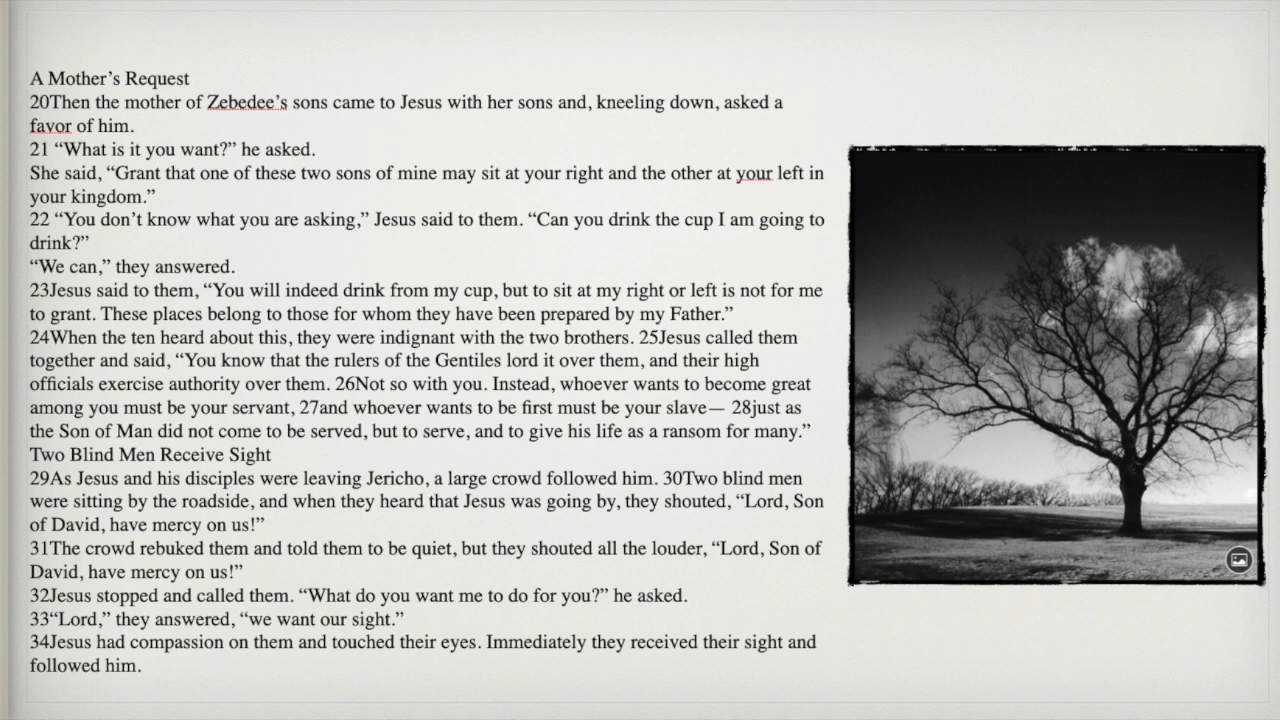 A Mother’s Request
20Then the mother of Zebedee’s sons came to Jesus with her sons and, kneeling down, asked a
favor of him.
21 “What is it you want?” he asked.
She said, “Grant that one of these two sons of mine may sit at your right and the other at your left in
your kingdom.”
22 “You don’t know what you are asking,” Jesus said to them. “Can you drink the cup I am going to
drink?”
“We can,” they answered.
23Jesus said to them, “You will indeed drink from my cup, but to sit at my right or left is not for me
to grant. These places belong to those for whom they have been prepared by my Father.”
24When the ten heard about this, they were indignant with the two brothers. 25Jesus called them
together and said, “You know that the rulers of the Gentiles lord it over them, and their high
officials exercise authority over them. 26Not so with you. Instead, whoever wants to become great
among you must be your servant, 27and whoever wants to be first must be your slave— 28just as
the Son of Man did not come to be served, but to serve, and to give his life as a ransom for many.”
Two Blind Men Receive Sight
29As Jesus and his disciples were leaving Jericho, a large crowd followed him. 30Two blind men
were sitting by the roadside, and when they heard that Jesus was going by, they shouted, “Lord, Son
of David, have mercy on us!”
31The crowd rebuked them and told them to be quiet, but they shouted all the louder, “Lord, Son of
David, have mercy on us!”
32Jesus stopped and called them. “What do you want me to do for you?” he asked.
33“Lord,” they answered, “we want our sight.”
34Jesus had compassion on them and touched their eyes. Immediately they received their sight and
followed him.